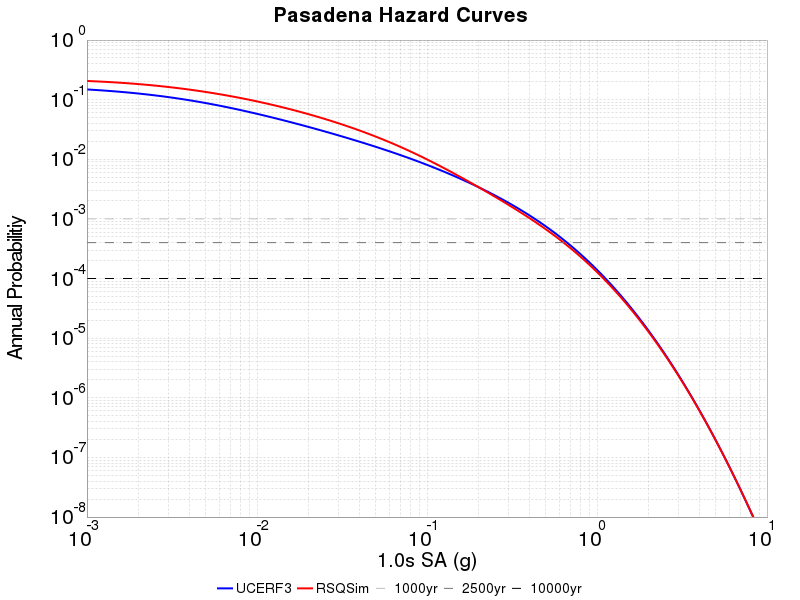 Pasadena Hazard Curves
10^0
10^-1
10^-2
10^-3
10^-4
10^-5
10^-6
10^-7
10^-8
Annual Probability
10^-3 10^-2 10^-1 10^0 10^1
1.0s SA (g)
UCERF3 RSQSim 1000yr 2500yr 10000yr